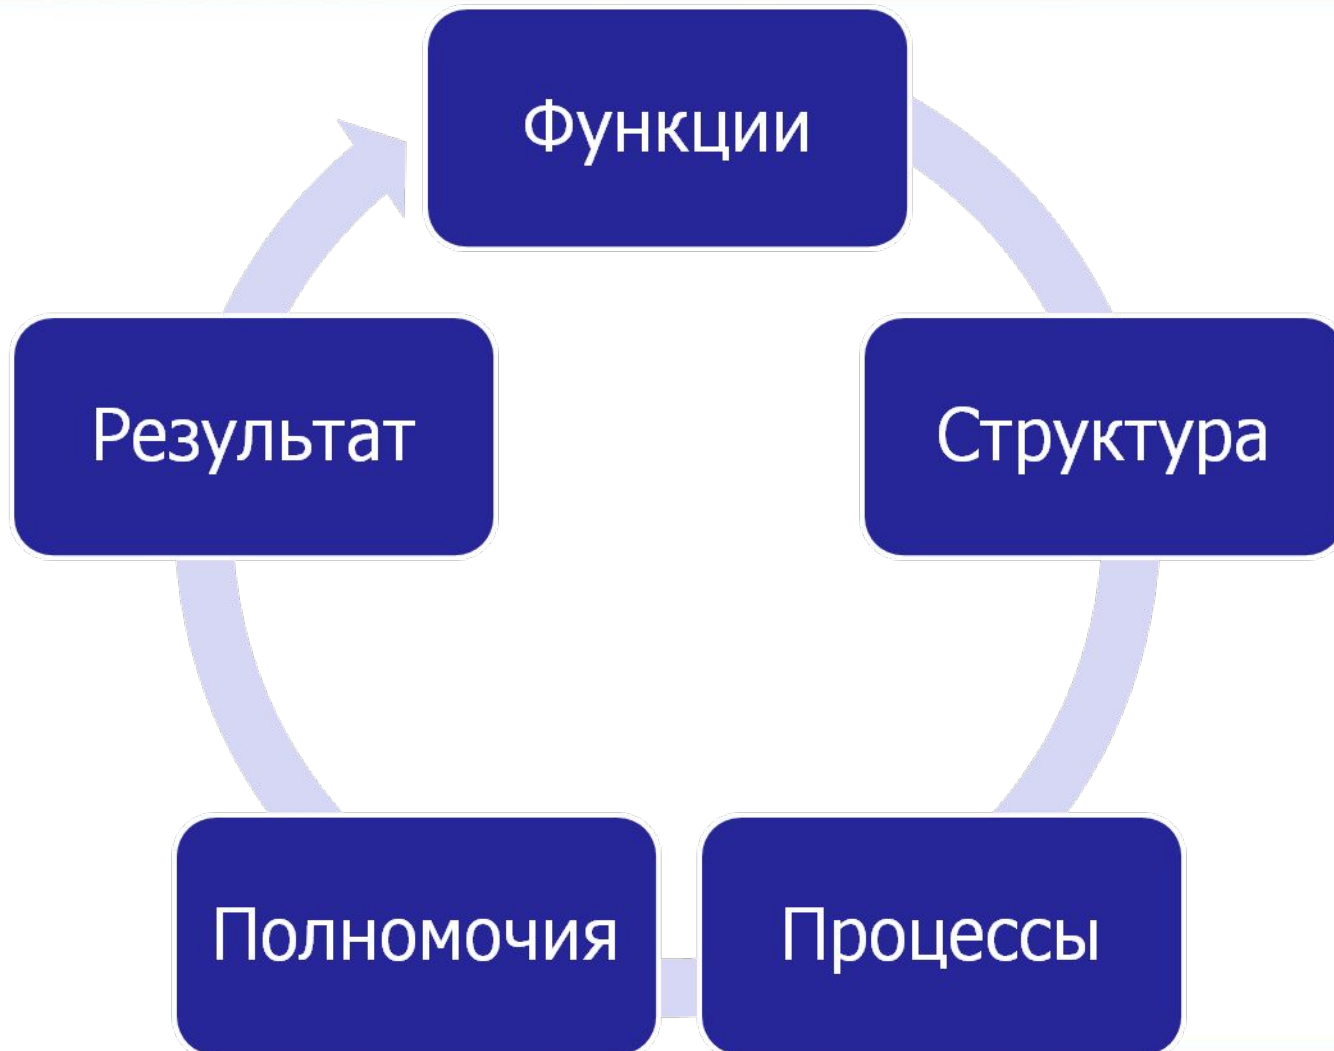 Функции
Структура
Процессы
Полномочия
Результат